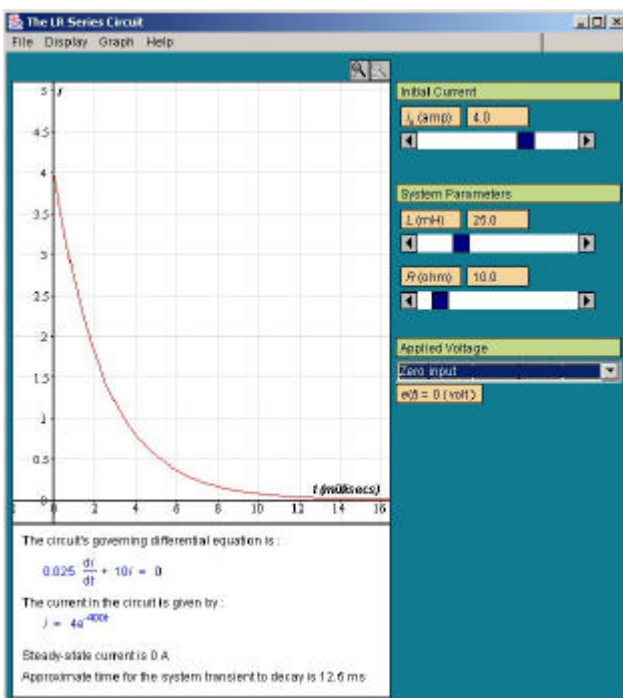 The LR Series Circuit
File Display Graph Help
i
5
4.5
4
3.5
3
2.5
2
1.5
1
0.5
0
0 2 4 6 8 10 12 14 16
t (millisecs)
Initial Current
i₀ (amp) 4.0
System Parameters
L (mH) 25.0
R (ohm) 10.0
Applied Voltage
Zero input
e(t) = 0 (volt)
The circuit's governing differential equation is :
0.025 di/dt + 10i = 0
The current in the circuit is given by :
i = 4e^-400t
Steady-state current is 0 A
Approximate time for the system transient to decay is 12.6 ms